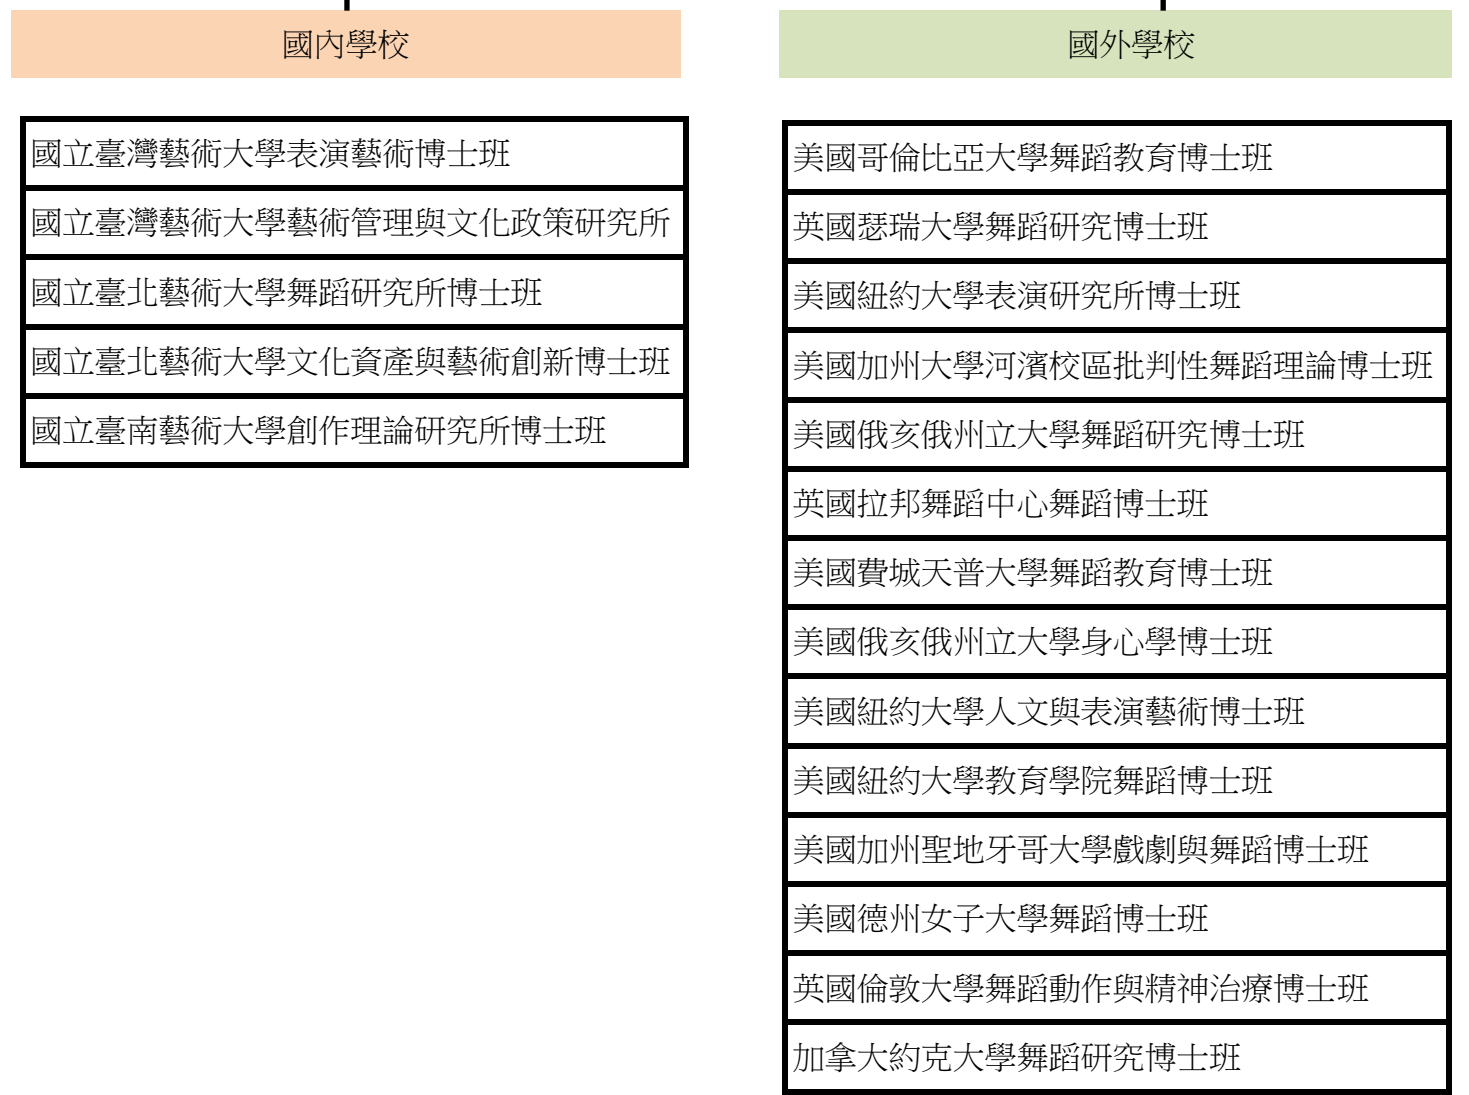 國內學校
國立臺灣藝術大學表演藝術博士班
國立臺灣藝術大學藝術管理與文化政策研究所
國立臺北藝術大學舞蹈研究所博士班
國立臺北藝術大學文化資產與藝術創新博士班
國立臺南藝術大學創作理論研究所博士班
國外學校
美國哥倫比亞大學舞蹈教育博士班
英國瑟瑞大學舞蹈研究博士班
美國紐約大學表演研究所博士班
美國加州大學河濱校區批判性舞蹈理論博士班
美國俄亥俄州立大學舞蹈研究博士班
英國拉邦舞蹈中心舞蹈博士班
美國費城天普大學舞蹈教育博士班
美國俄亥俄州立大學身心學博士班
美國紐約大學人文與表演藝術博士班
美國紐約大學教育學院舞蹈博士班
美國加州聖地牙哥大學戲劇與舞蹈博士班
美國德州女子大學舞蹈博士班
英國倫敦大學舞蹈動作與精神治療博士班
加拿大約克大學舞蹈研究博士班